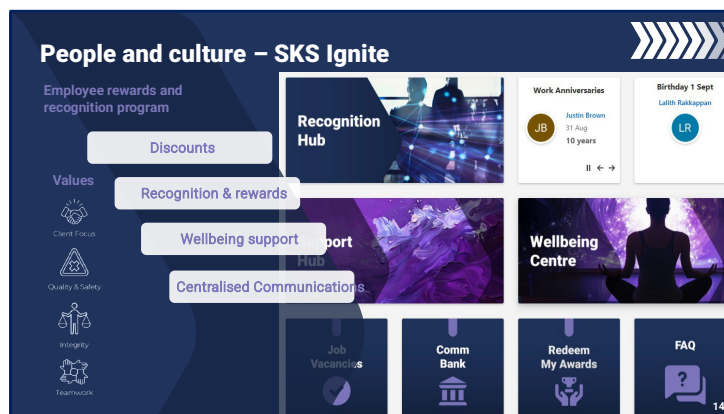 People and culture – SKS Ignite
Employee rewards and
recognition program
Discounts
Recognition & rewards
Wellbeing support
Centralised Communications
Values
Client Focus
Quality & Safety
Integrity
Teamwork
Recognition
Hub
Work Anniversaries
JB
Justin Brown
31 Aug
10 years
Birthday 1 Sept
Lalith Rakkappan
LR
Support
Hub
Wellbeing
Centre
Job
Vacancies
Comm
Bank
Redeem
My Awards
FAQ
?
14